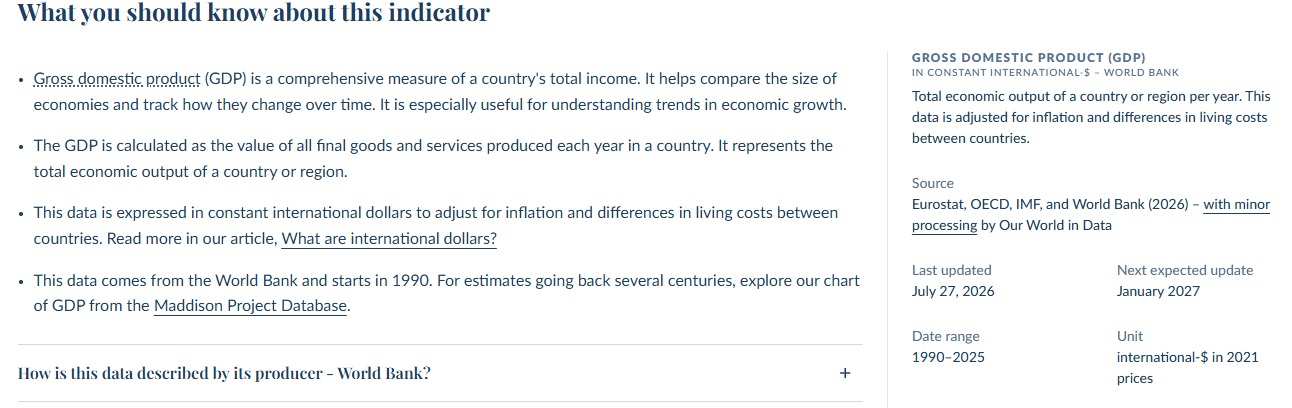 What you should know about this indicator
• Gross domestic product (GDP) is a comprehensive measure of a country's total income. It helps compare the size of
economies and track how they change over time. It is especially useful for understanding trends in economic growth.
• The GDP is calculated as the value of all final goods and services produced each year in a country. It represents the
total economic output of a country or region.
• This data is expressed in constant international dollars to adjust for inflation and differences in living costs between
countries. Read more in our article, What are international dollars?
• This data comes from the World Bank and starts in 1990. For estimates going back several centuries, explore our chart
of GDP from the Maddison Project Database.
How is this data described by its producer - World Bank? +
GROSS DOMESTIC PRODUCT (GDP)
IN CONSTANT INTERNATIONAL-$ – WORLD BANK
Total economic output of a country or region per year. This
data is adjusted for inflation and differences in living costs
between countries.
Source
Eurostat, OECD, IMF, and World Bank (2026) – with minor
processing by Our World in Data
Last updated
July 27, 2026
Next expected update
January 2027
Date range
1990–2025
Unit
international-$ in 2021
prices